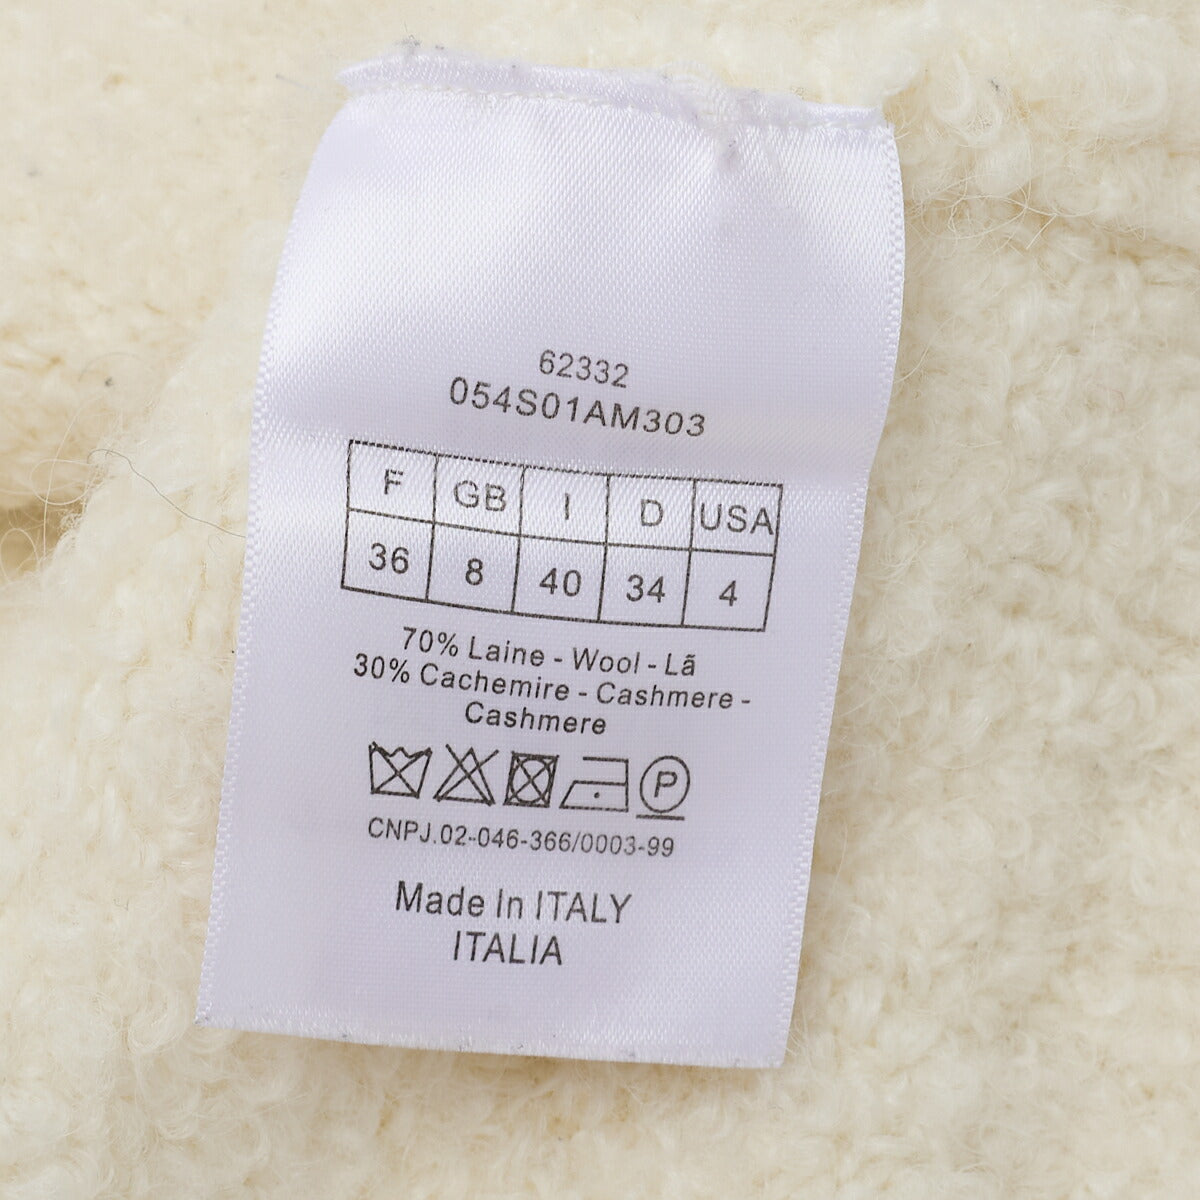 62332
054S01AM303
F GB I D USA
36 8 40 34 4
70% Laine - Wool - Lã
30% Cachemire - Cashmere -
Cashmere
P
CNPJ.02-046-366/0003-99
Made In ITALY
ITALIA